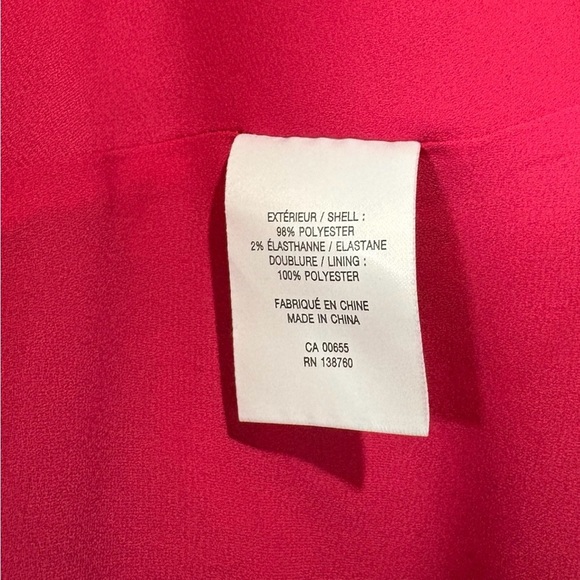 EXTÉRIEUR / SHELL :
98% POLYESTER
2% ÉLASTHANNE / ELASTANE
DOUBLURE / LINING :
100% POLYESTER
FABRIQUÉ EN CHINE
MADE IN CHINA
CA 00655
RN 138760